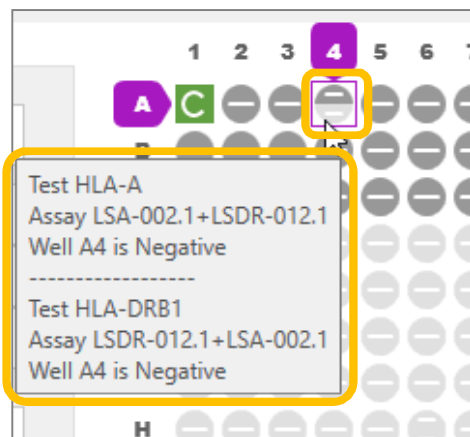 1 2 3 4 5 6
A C
Test HLA-A
Assay LSA-002.1+LSDR-012.1
Well A4 is Negative
-------------------
Test HLA-DRB1
Assay LSDR-012.1+LSA-002.1
Well A4 is Negative
H